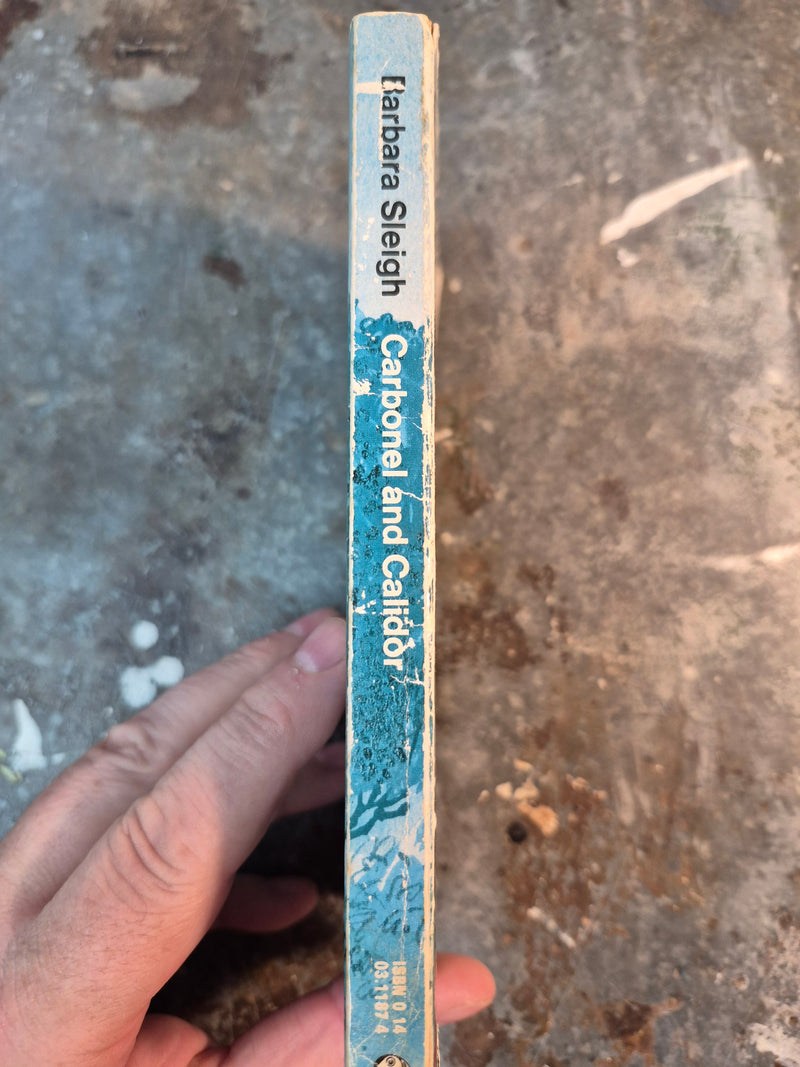 Barbara Sleigh
Carbonel and Calidor
ISBN 0 14
03.1187 4